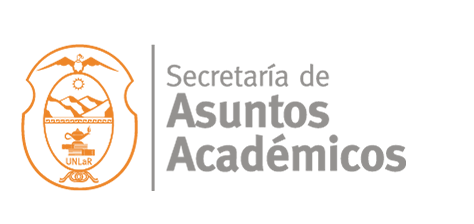 Secretaría de
Asuntos
Académicos
UNLaR